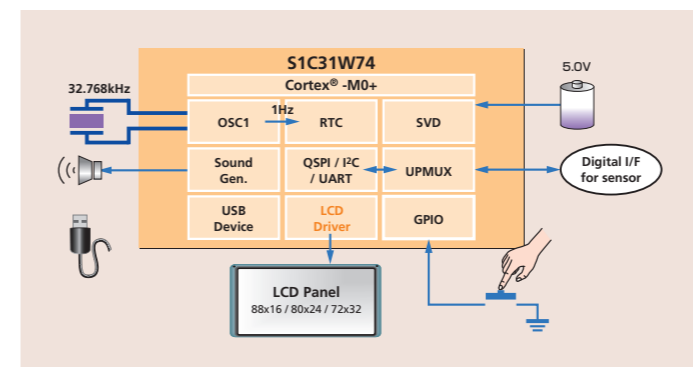 S1C31W74
5.0V
Cortex® -M0+
32.768kHz
1Hz
OSC1
RTC
SVD
Sound
Gen.
QSPI / I²C
/ UART
UPMUX
Digital I/F
for sensor
USB
Device
LCD
Driver
GPIO
LCD Panel
88x16 / 80x24 / 72x32